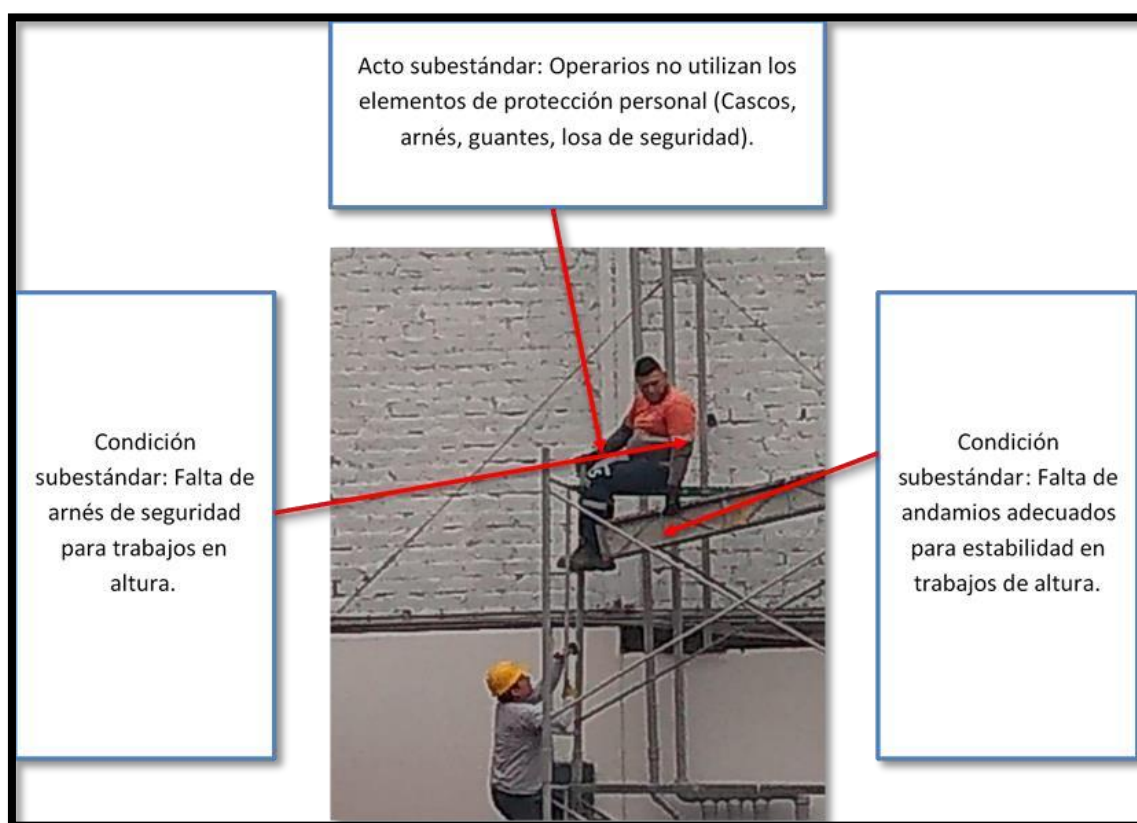 Acto subestándar: Operarios no utilizan los
elementos de protección personal (Cascos,
arnés, guantes, losa de seguridad).
Condición
subestándar: Falta de
arnés de seguridad
para trabajos en
altura.
Condición
subestándar: Falta de
andamios adecuados
para estabilidad en
trabajos de altura.